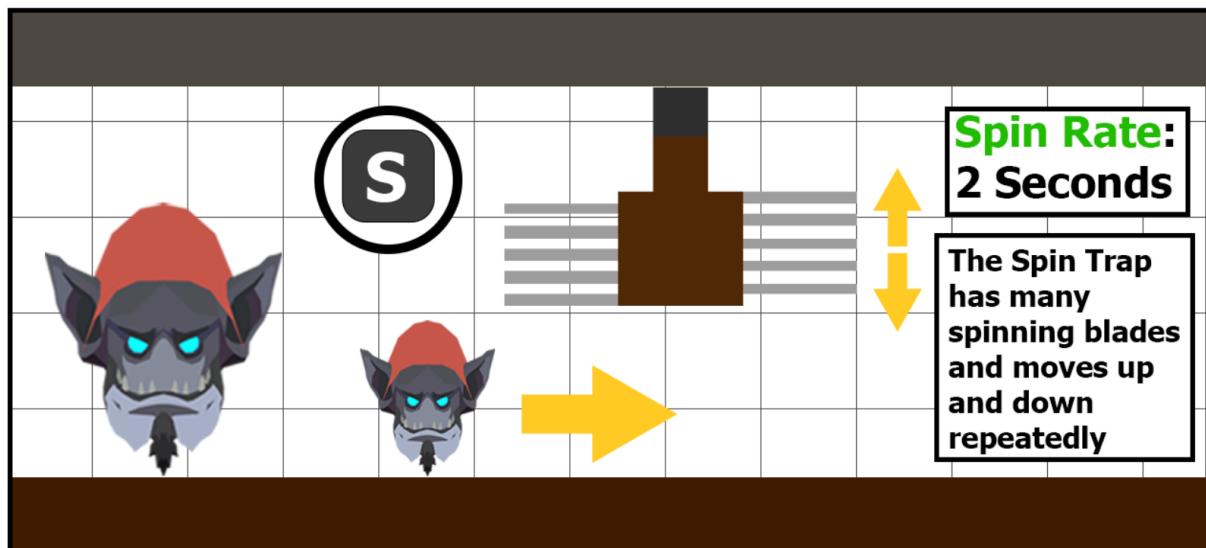 S
Spin Rate:
2 Seconds
The Spin Trap
has many
spinning blades
and moves up
and down
repeatedly